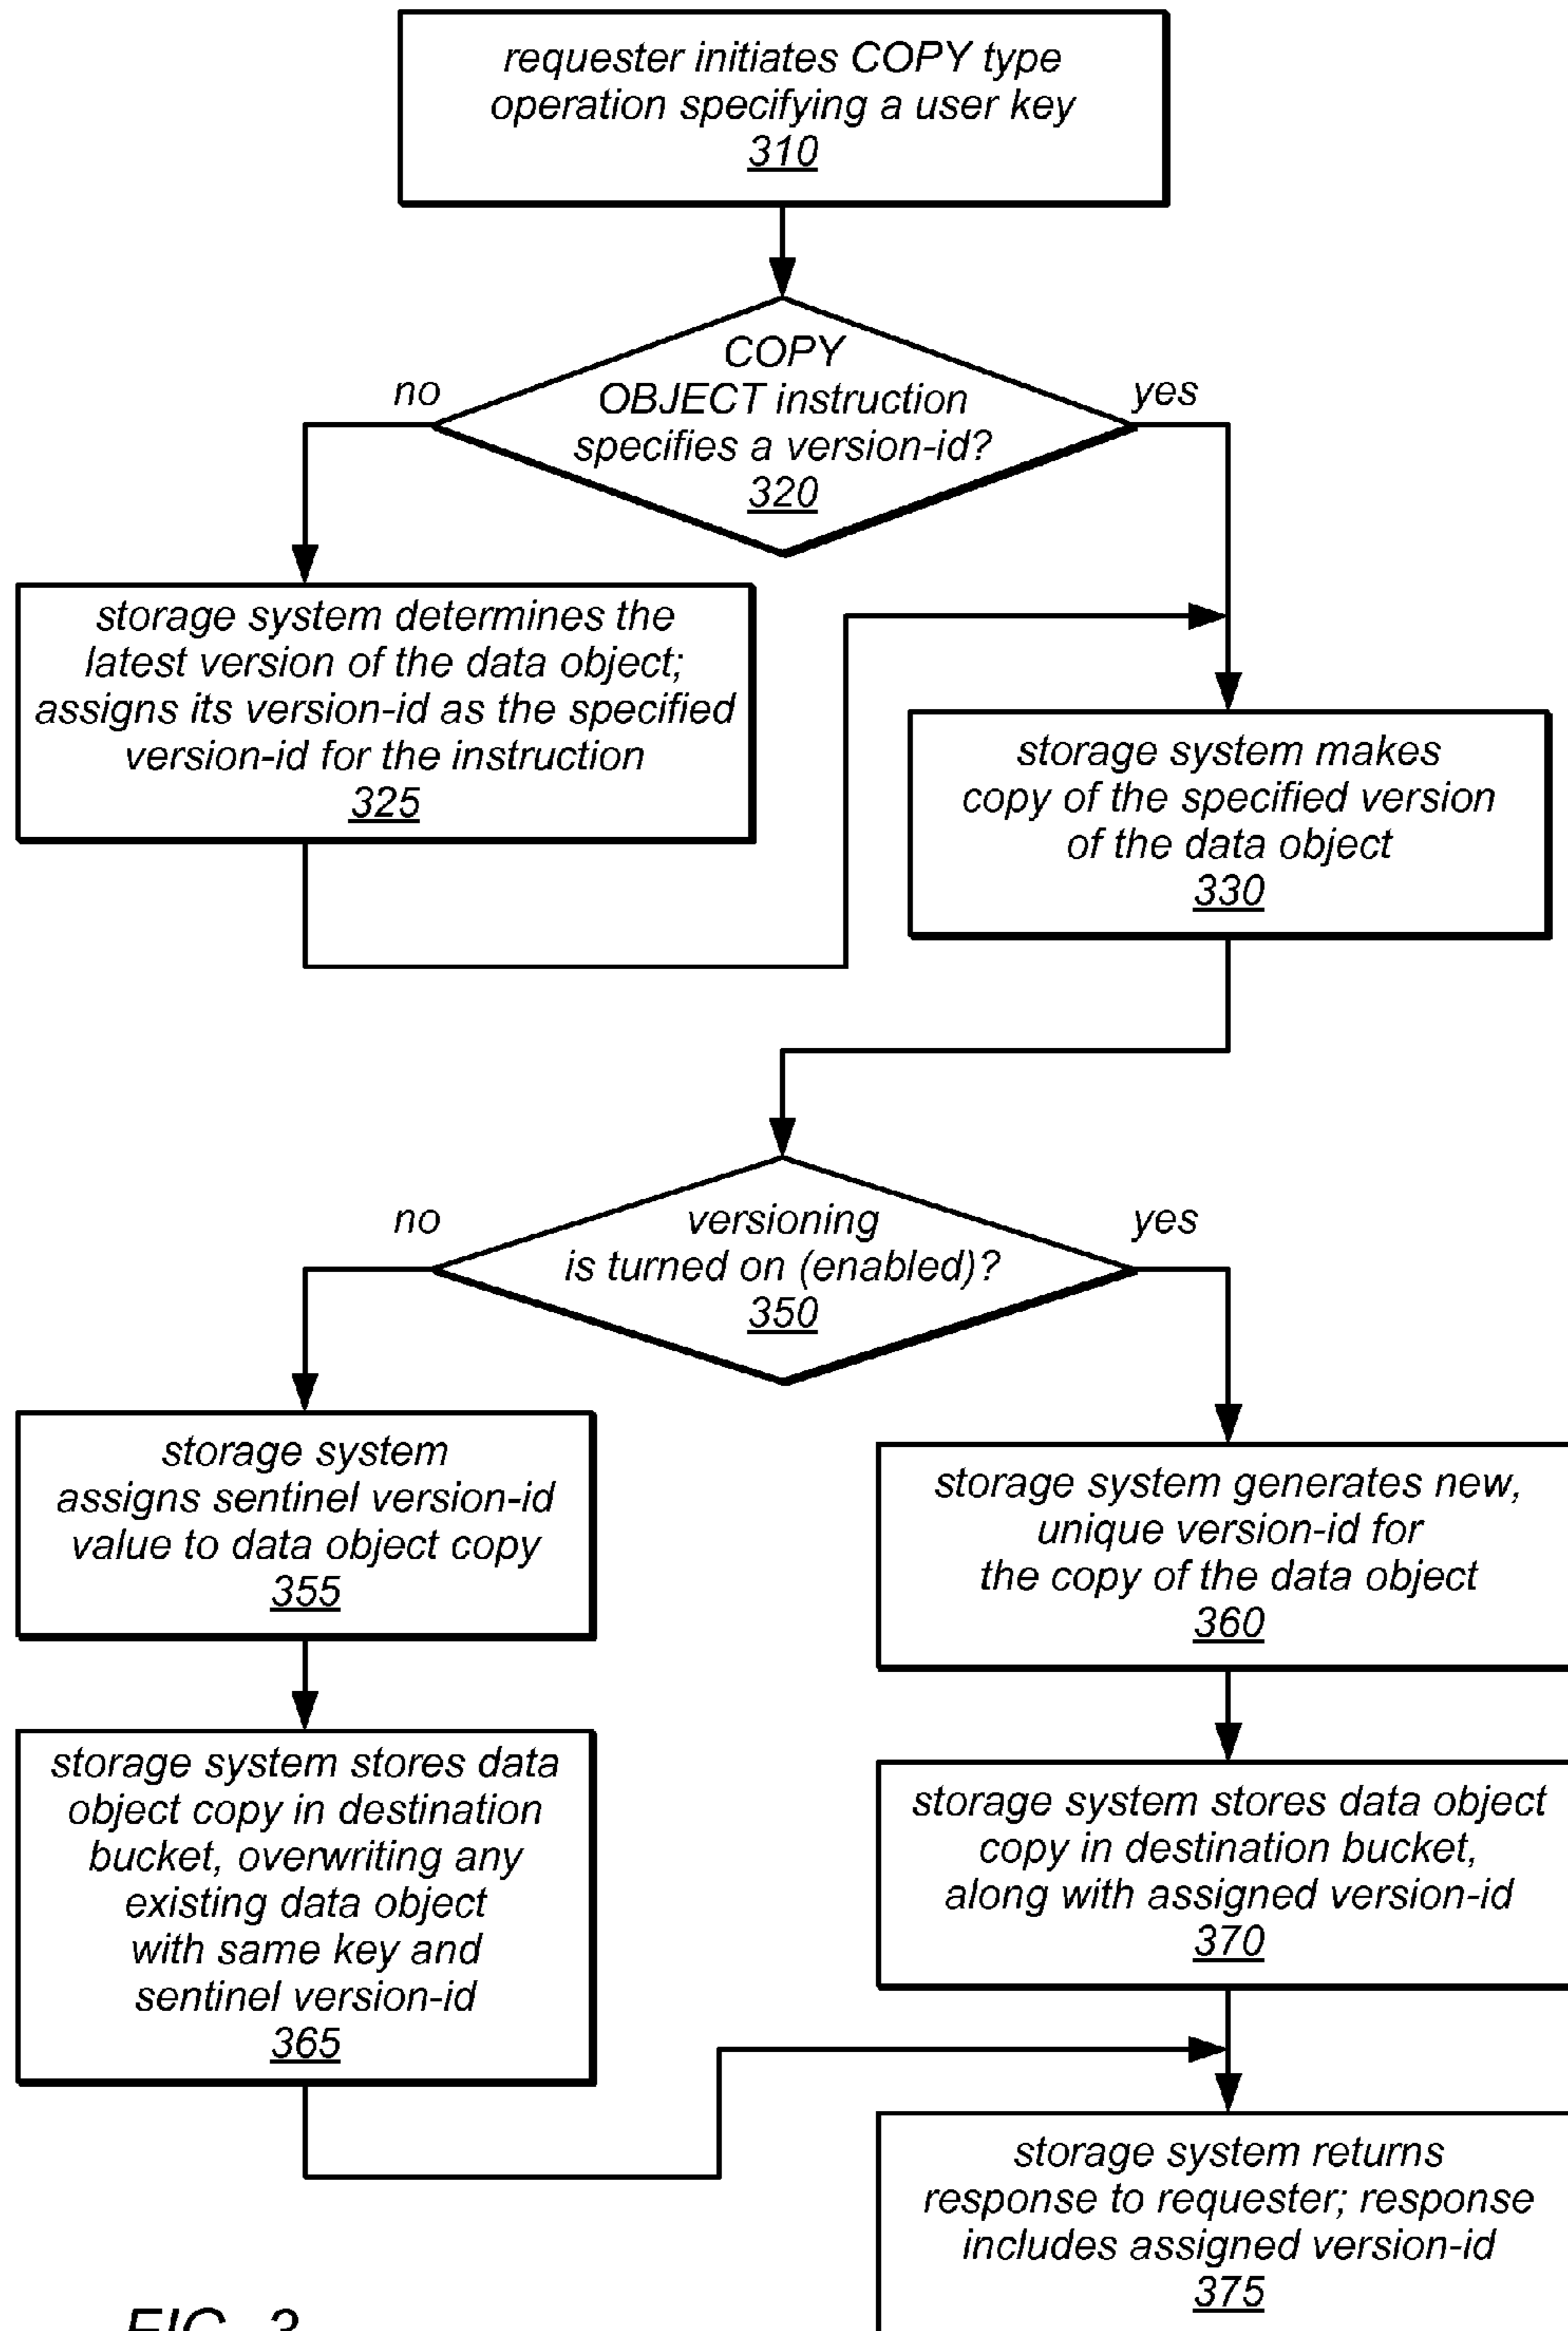 requester initiates COPY type
operation specifying a user key
310
COPY
OBJECT instruction
specifies a version-id?
320
no
yes
storage system determines the
latest version of the data object;
assigns its version-id as the specified
version-id for the instruction
325
storage system makes
copy of the specified version
of the data object
330
versioning
is turned on (enabled)?
350
no
yes
storage system
assigns sentinel version-id
value to data object copy
355
storage system generates new,
unique version-id for
the copy of the data object
360
storage system stores data
object copy in destination
bucket, overwriting any
existing data object
with same key and
sentinel version-id
365
storage system stores data object
copy in destination bucket,
along with assigned version-id
370
storage system returns
response to requester; response
includes assigned version-id
375
FIG. 3